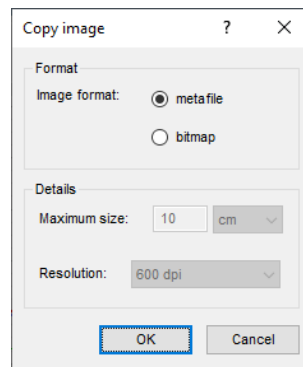 Copy image ?
Format
Image format: metafile
bitmap
Details
Maximum size: 10 cm
Resolution: 600 dpi
OK Cancel